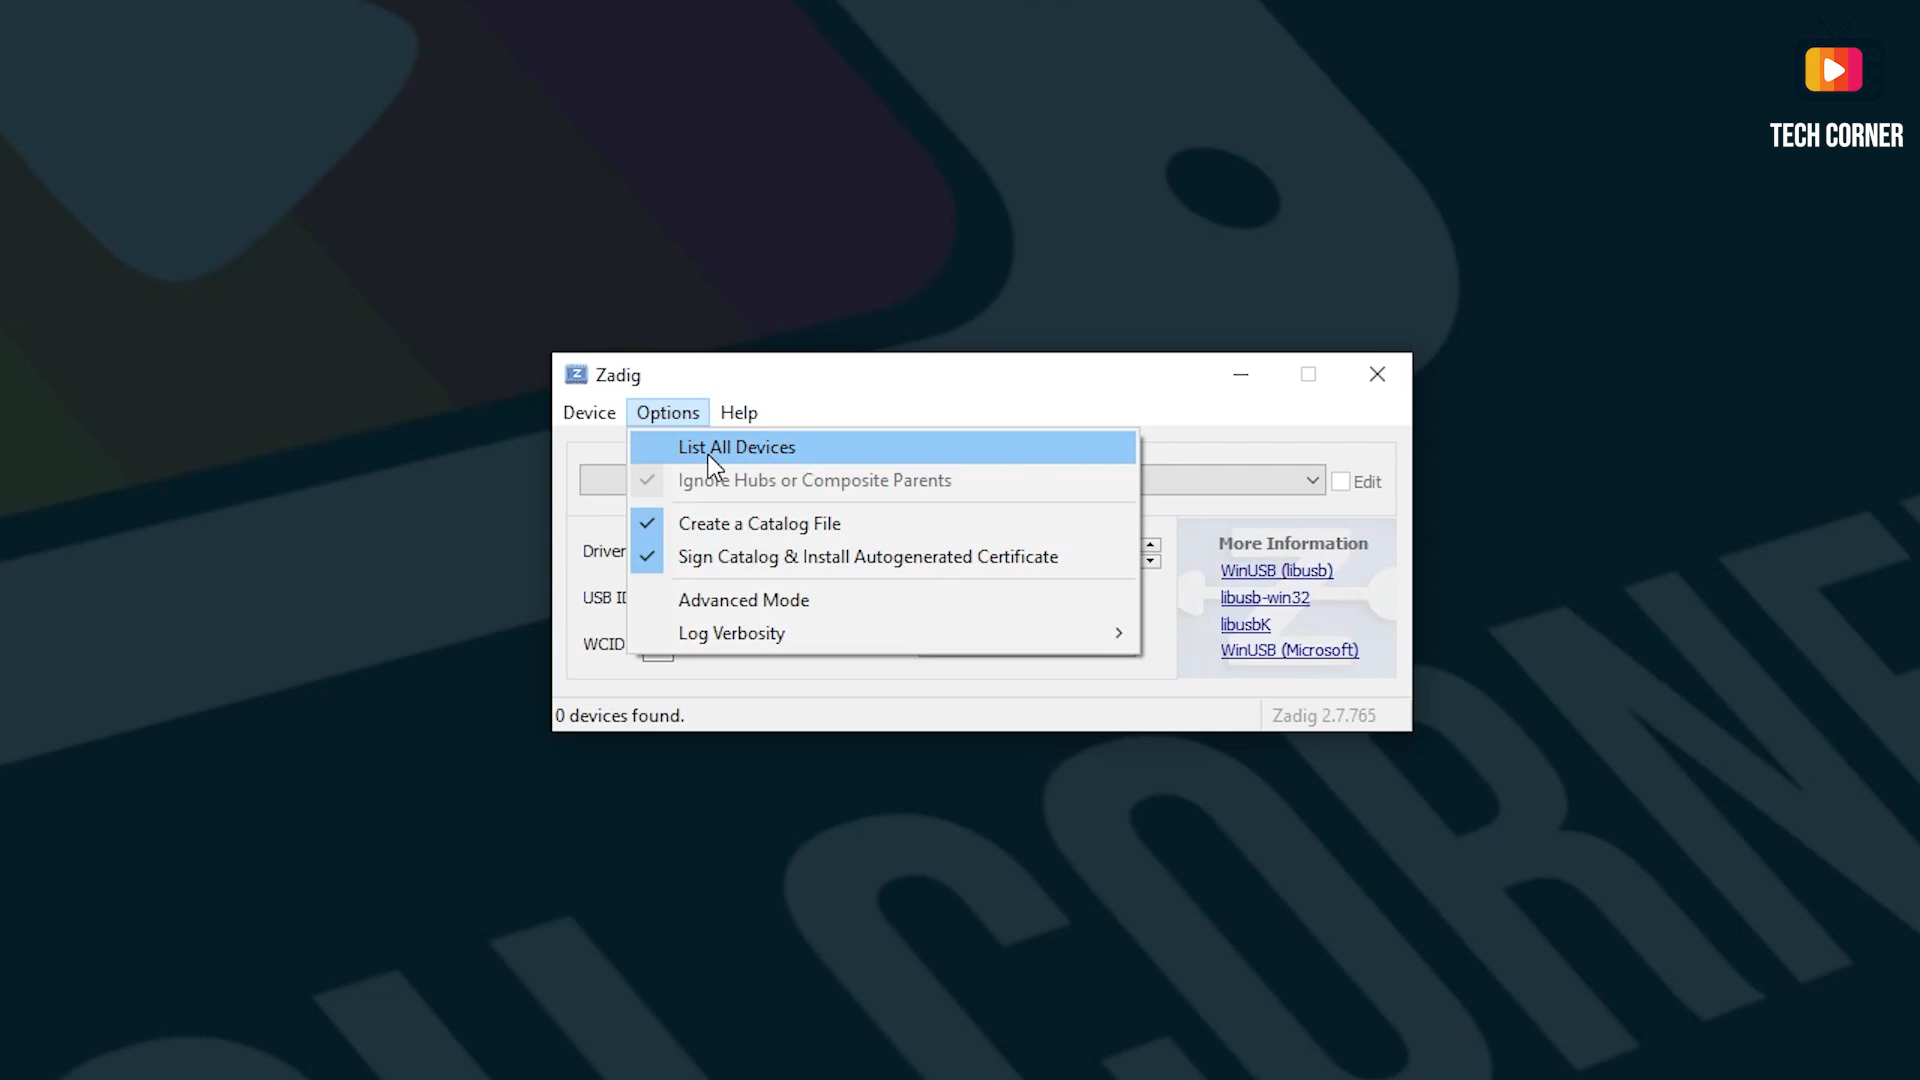 TECH CORNER
Zadig
Device Options Help
List All Devices
Ignore Hubs or Composite Parents
Edit
Create a Catalog File
Driver
Sign Catalog & Install Autogenerated Certificate
More Information
WinUSB (libusb)
USB ID
Advanced Mode
libusb-win32
libusbK
Log Verbosity
WCID
WinUSB (Microsoft)
0 devices found.
Zadig 2.7.765